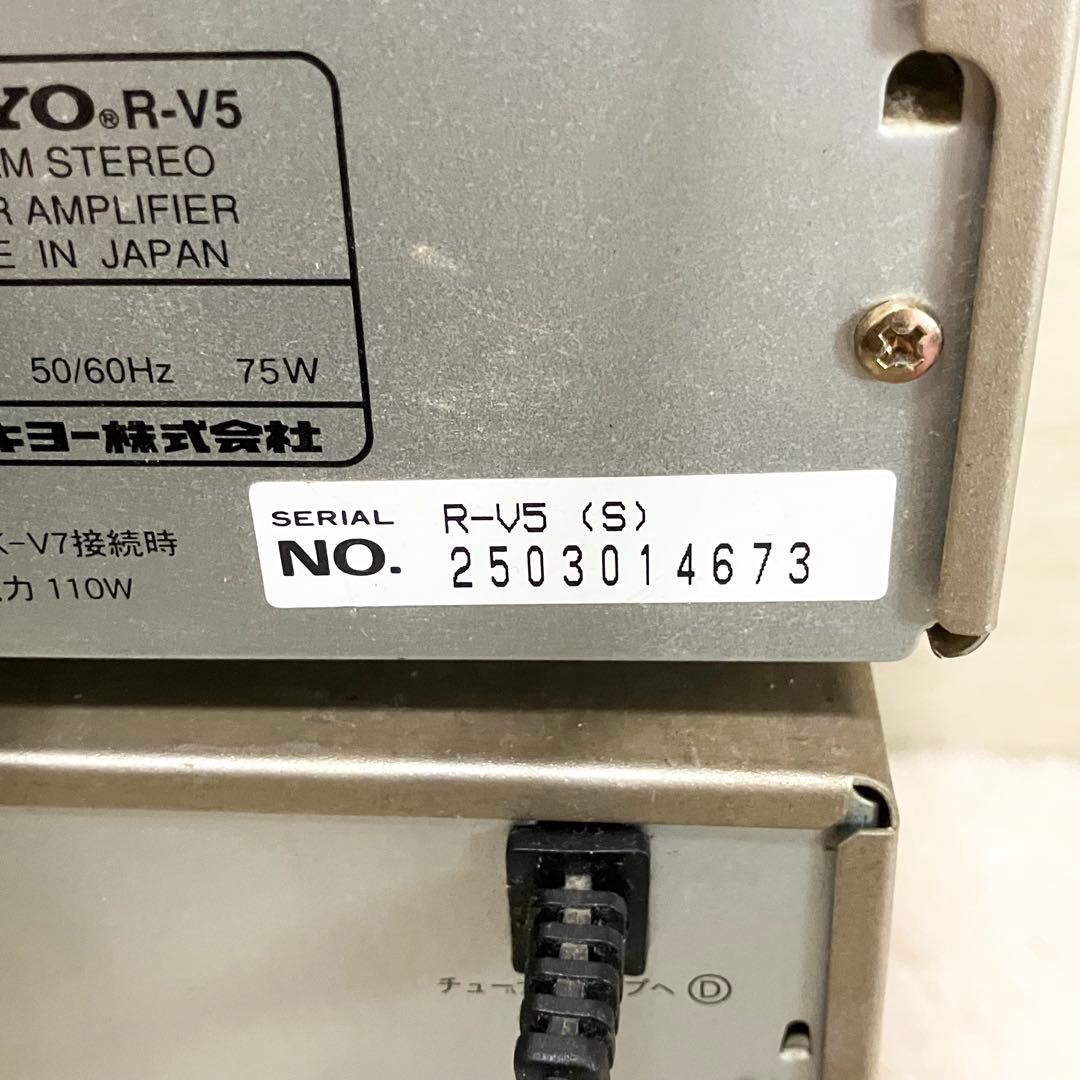 YO® R-V5
AM STEREO
R AMPLIFIER
E IN JAPAN
50/60Hz 75W
キヨー株式会社
K-V7接続時
力 110W
SERIAL NO. R-V5 (S)
2503014673
チュー プへ Ⓓ